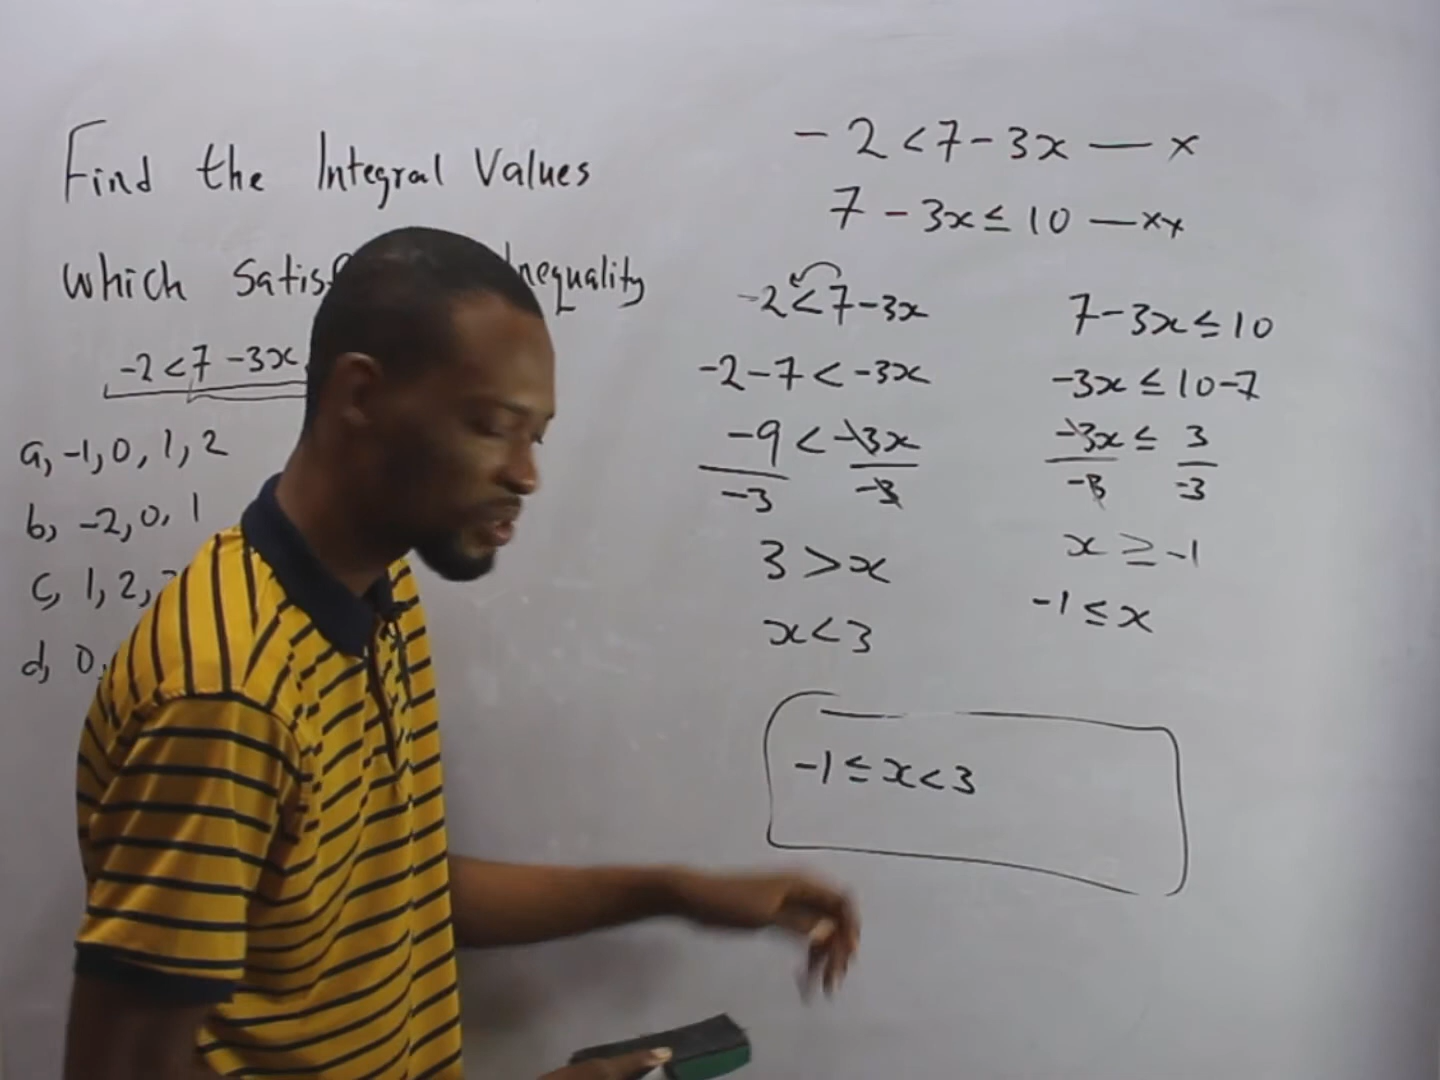 Find the Integral Values
which Inequality
-2<7-3x
a, -1, 0, 1, 2
b, -2, 0, 1
c, 1, 2,
d, 0,
-2<7-3x — x
7-3x≤10 — xx
-2<7-3x
-2-7<-3x
-9<-3x
-3 -3
3>x
x<3
7-3x≤10
-3x≤10-7
-3x≤3
-3 -3
x≥-1
-1≤x
-1≤x<3